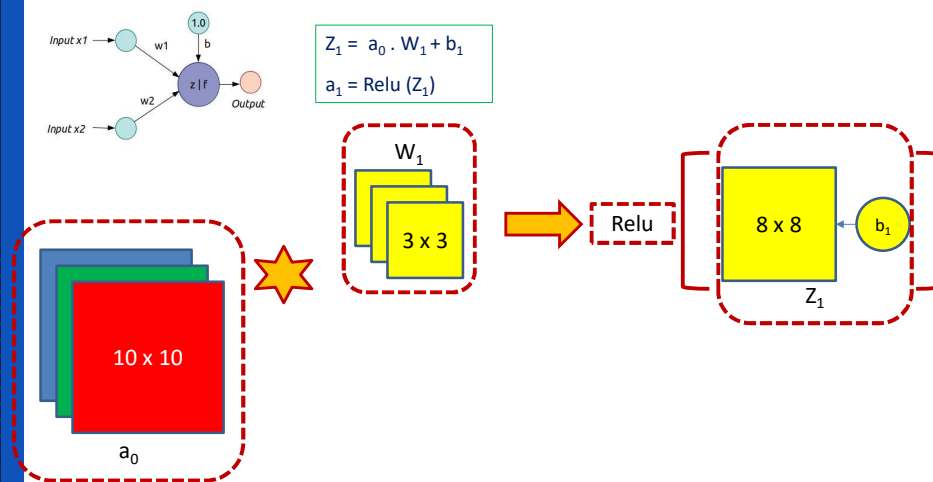 1.0
Input x1
w1
b
z | f
w2
Output
Input x2
Z₁ = a₀ . W₁ + b₁
a₁ = Relu (Z₁)
W₁
3 x 3
10 x 10
a₀
Relu
8 x 8
b₁
Z₁